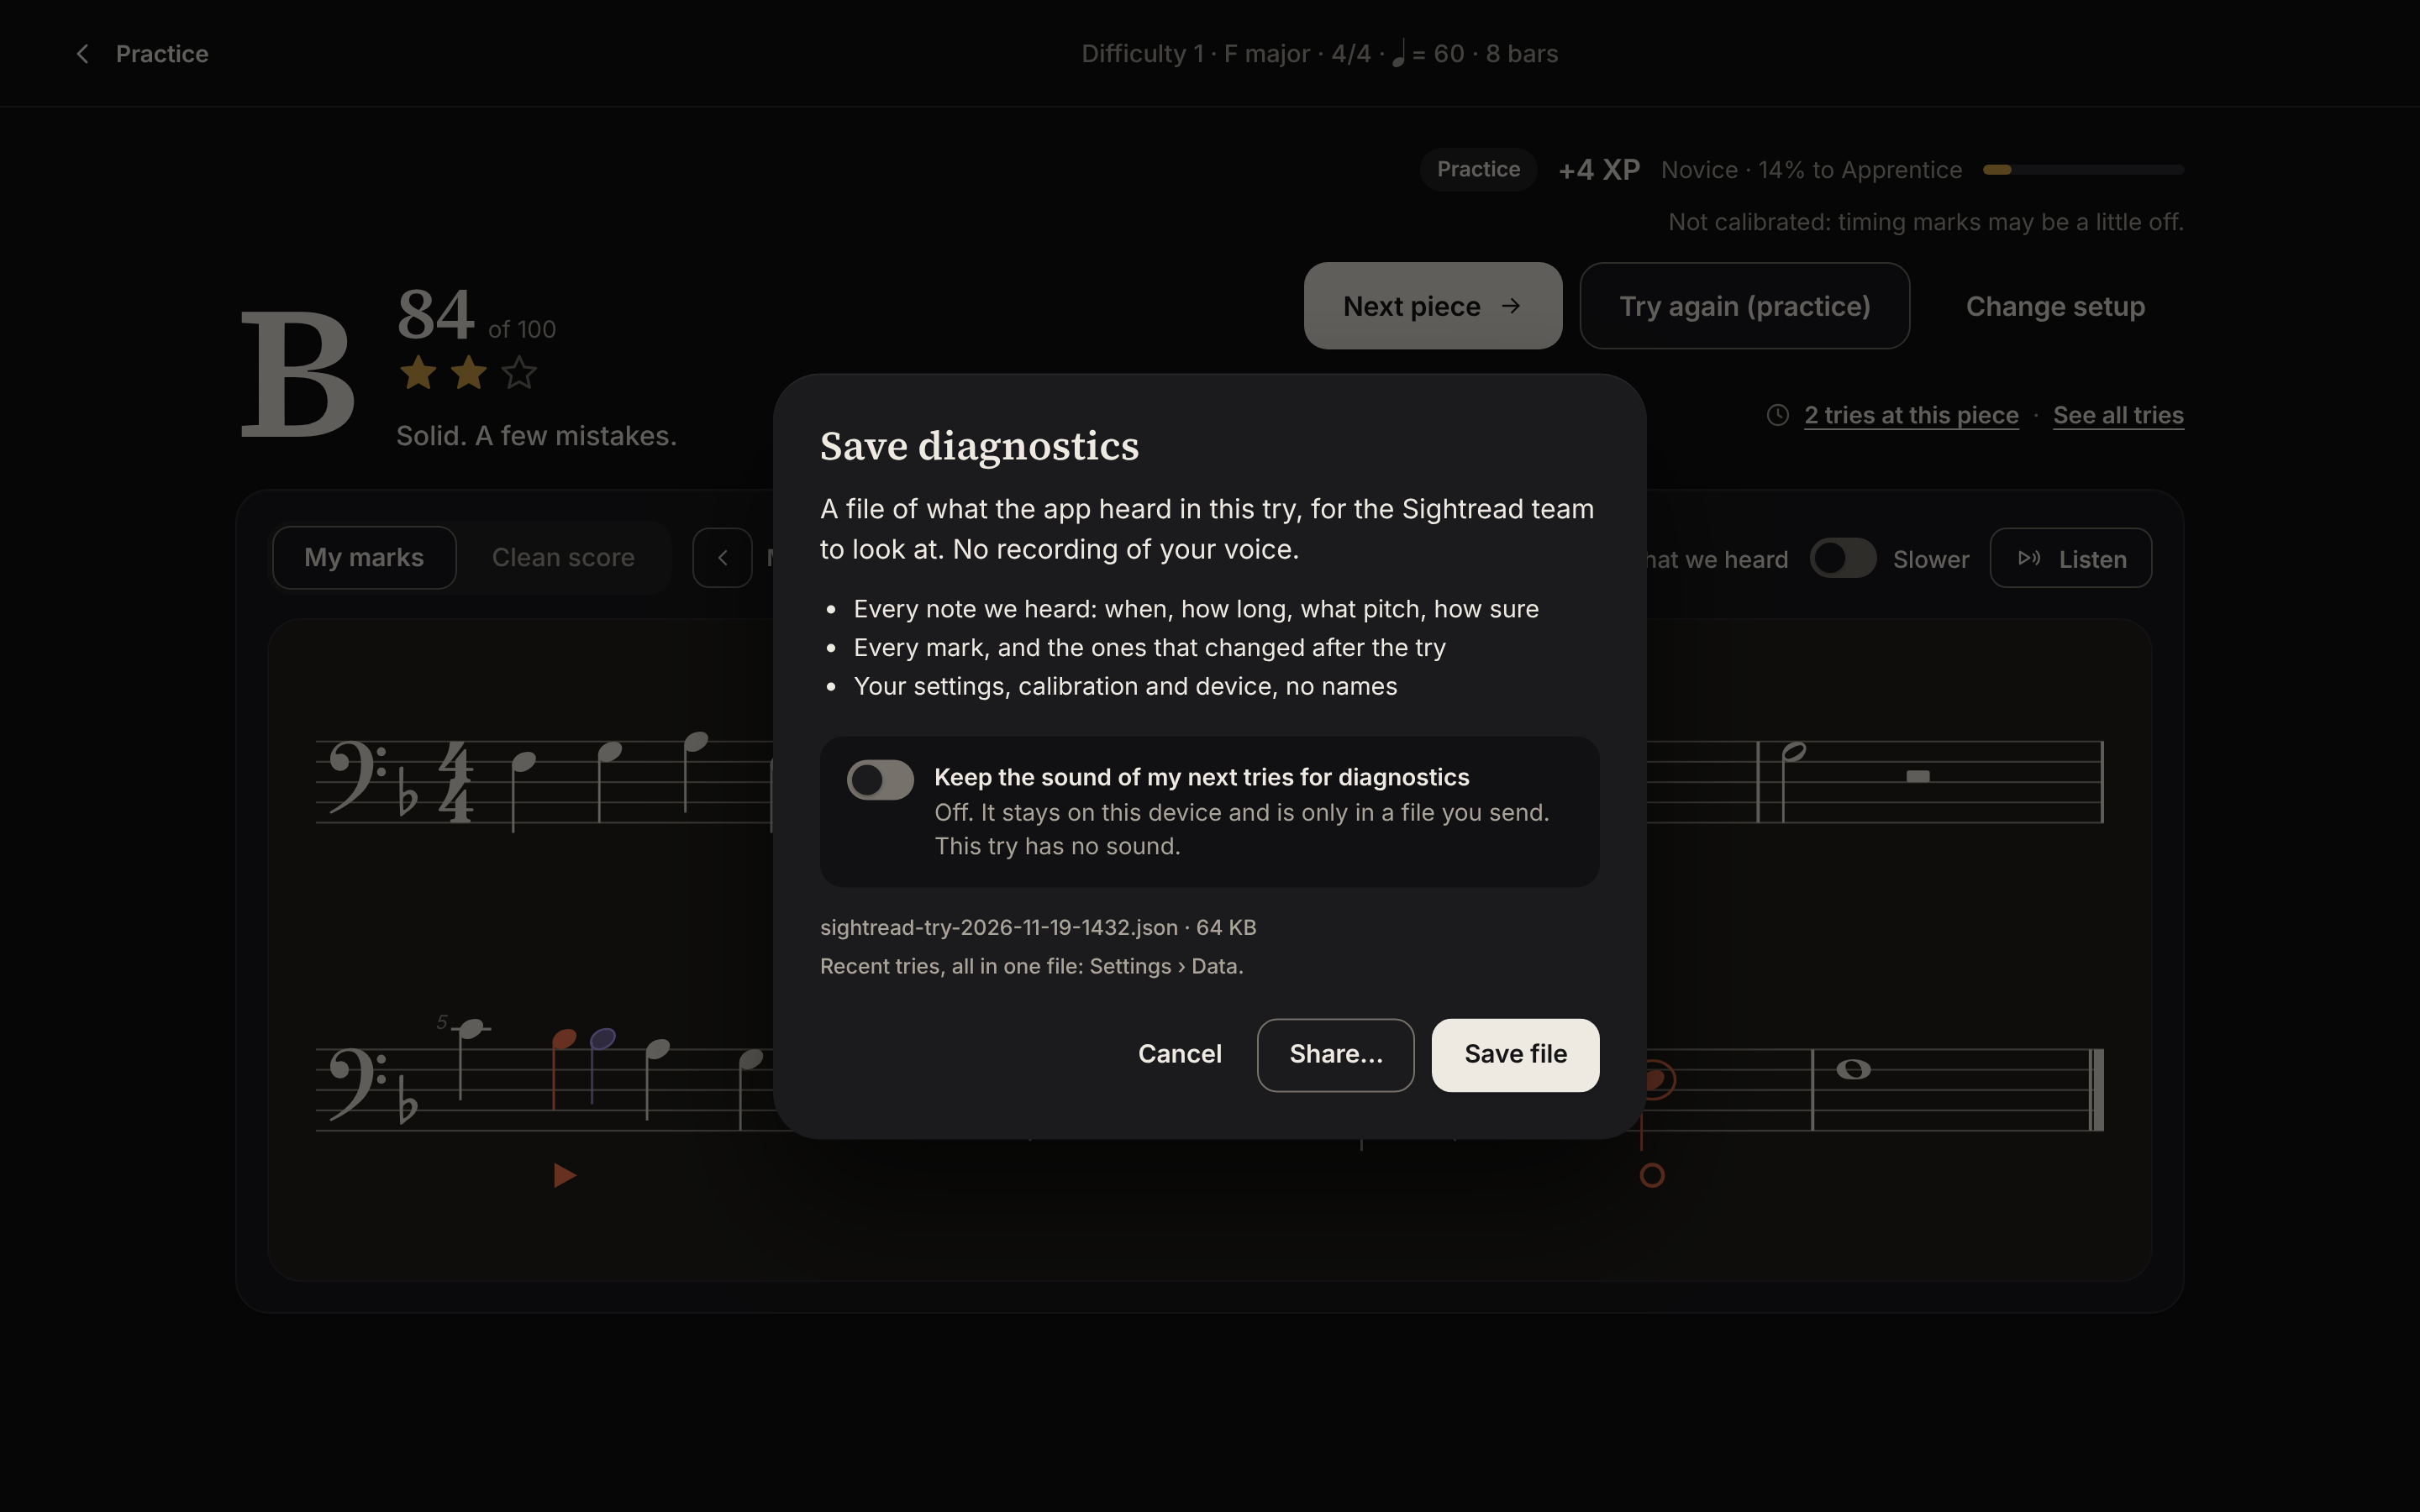 Practice
Difficulty 1 · F major · 4/4 · ♩ = 60 · 8 bars
Practice +4 XP Novice · 14% to Apprentice
Not calibrated: timing marks may be a little off.
Next piece → Try again (practice) Change setup
B
84 of 100
Solid. A few mistakes.
2 tries at this piece · See all tries
My marks Clean score
we heard Slower Listen
Save diagnostics
A file of what the app heard in this try, for the Sightread team
to look at. No recording of your voice.
• Every note we heard: when, how long, what pitch, how sure
• Every mark, and the ones that changed after the try
• Your settings, calibration and device, no names
Keep the sound of my next tries for diagnostics
Off. It stays on this device and is only in a file you send.
This try has no sound.
sightread-try-2026-11-19-1432.json · 64 KB
Recent tries, all in one file: Settings › Data.
Cancel Share... Save file
4
4
5